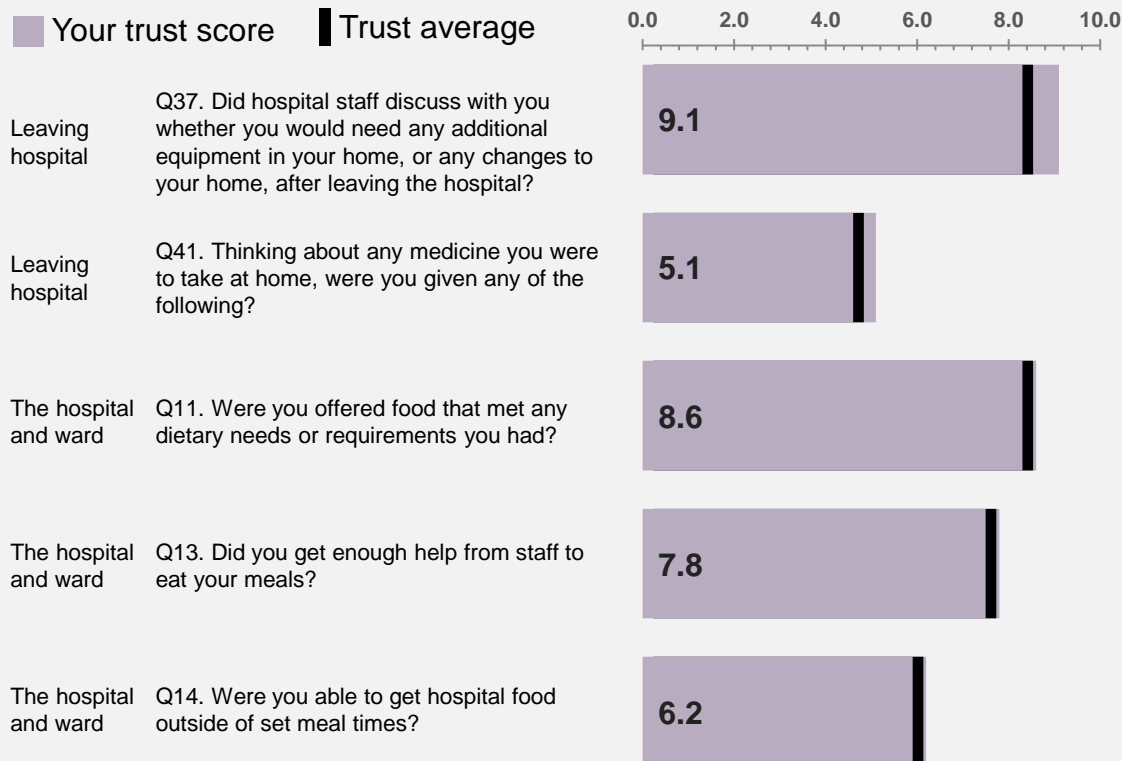 Your trust score
Trust average
0.0 2.0 4.0 6.0 8.0 10.0
Leaving
hospital
Q37. Did hospital staff discuss with you
whether you would need any additional
equipment in your home, or any changes to
your home, after leaving the hospital?
9.1
Leaving
hospital
Q41. Thinking about any medicine you were
to take at home, were you given any of the
following?
5.1
The hospital
and ward
Q11. Were you offered food that met any
dietary needs or requirements you had?
8.6
The hospital
and ward
Q13. Did you get enough help from staff to
eat your meals?
7.8
The hospital
and ward
Q14. Were you able to get hospital food
outside of set meal times?
6.2